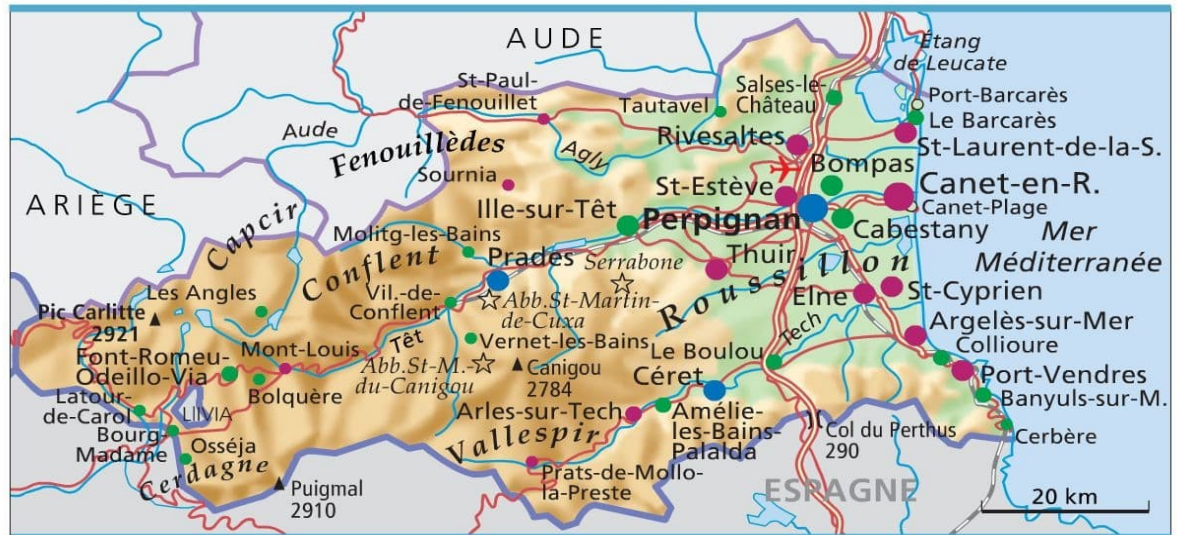 AUDE
Étang
de Leucate
St-Paul-
de-Fenouillet
Salses-le-
Château
Tautavel
Port-Barcarès
Le Barcarès
Aude
Fenouillèdes
Agly
Rivesaltes
St-Laurent-de-la-S.
Sournia
Bompas
ARIÈGE
St-Estève
Canet-en-R.
Ille-sur-Têt
Perpignan
Canet-Plage
Capcir
Molitg-les-Bains
Cabestany
Mer
Méditerranée
Conflent
Prades
Serrabone
Thuir
Roussillon
Les Angles
Vil.-de-
Conflent
Abb.St-Martin-
de-Cuxa
Elne
St-Cyprien
Pic Carlitte
2921
Têt
Vernet-les-Bains
Tech
Argelès-sur-Mer
Collioure
Font-Romeu-
Odeillo-Via
Mont-Louis
Abb.St-M.-
du-Canigou
Canigou
2784
Le Boulou
Céret
Port-Vendres
Latour-
de-Carol
LLIVIA
Bolquère
Banyuls-sur-M.
Bourg-
Madame
Osséja
Arles-sur-Tech
Amélie-
les-Bains-
Palalda
Col du Perthus
290
Cerbère
Cerdagne
Vallespir
Prats-de-Mollo-
la-Preste
Puigmal
2910
ESPAGNE
20 km